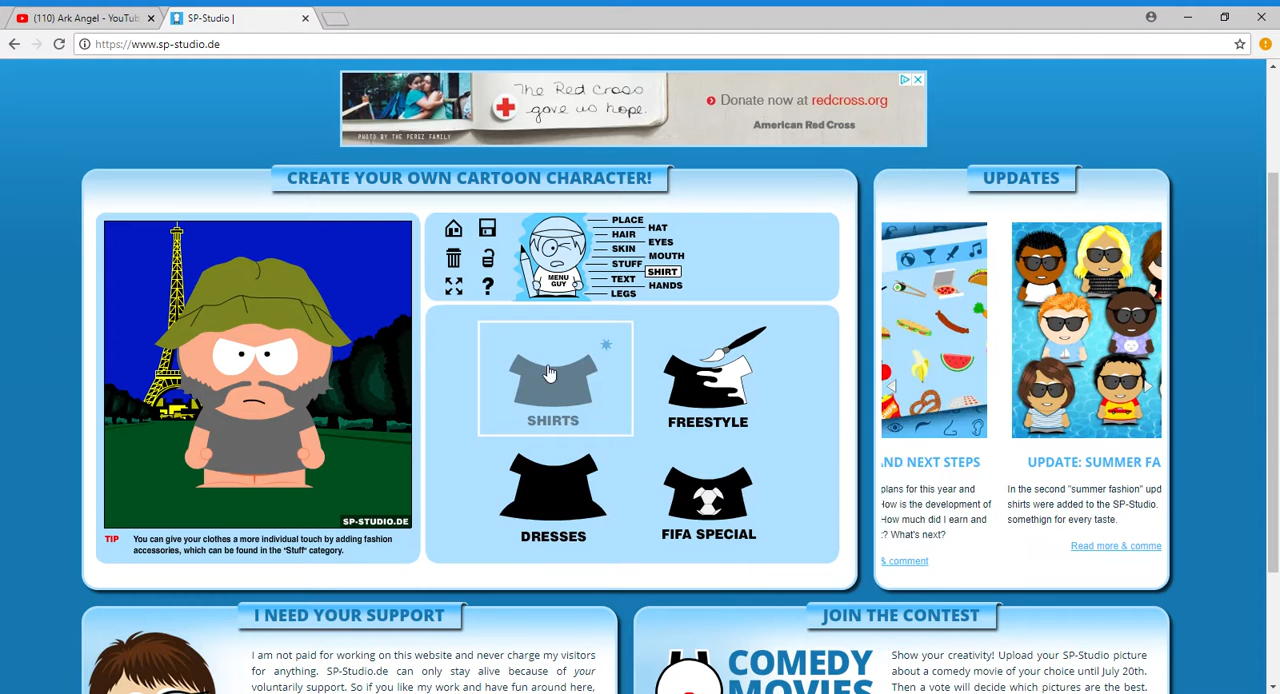 (110) Ark Angel - YouTub
SP-Studio |
https://www.sp-studio.de
The Red Cross
gave us hope.
PHOTO BY THE PEREZ FAMILY
Donate now at redcross.org
American Red Cross
CREATE YOUR OWN CARTOON CHARACTER!
UPDATES
PLACE
HAIR
SKIN
STUFF
TEXT
LEGS
HAT
EYES
MOUTH
SHIRT
HANDS
MENU
GUY
SHIRTS
FREESTYLE
DRESSES
FIFA SPECIAL
SP-STUDIO.DE
TIP You can give your clothes a more individual touch by adding fashion
accessories, which can be found in the "Stuff" category.
AND NEXT STEPS
plans for this year and
How is the development of
How much did I earn and
? What's next?
& comment
UPDATE: SUMMER FA
In the second "summer fashion" upd
shirts were added to the SP-Studio.
somethign for every taste.
Read more & comme
I NEED YOUR SUPPORT
I am not paid for working on this website and never charge my visitors
for anything. SP-Studio.de can only stay alive because of your
voluntarily support. So if you like my work and have fun around here,
JOIN THE CONTEST
COMEDY
MOVIES
Show your creativity! Upload your SP-Studio picture
about a comedy movie of your choice until July 20th.
Then a vote will decide which pictures are the best.